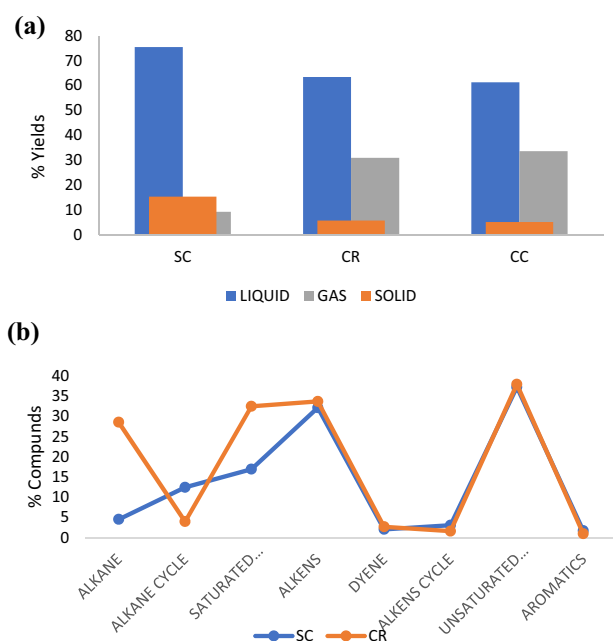 (a)
80
70
60
50
40
30
20
10
0
% Yields
SC CR CC
LIQUID GAS SOLID
(b)
40
35
30
25
20
15
10
5
0
% Compunds
ALKANE
ALKANE CYCLE
SATURATED...
ALKENS
DYENE
ALKENS CYCLE
UNSATURATED...
AROMATICS
SC CR